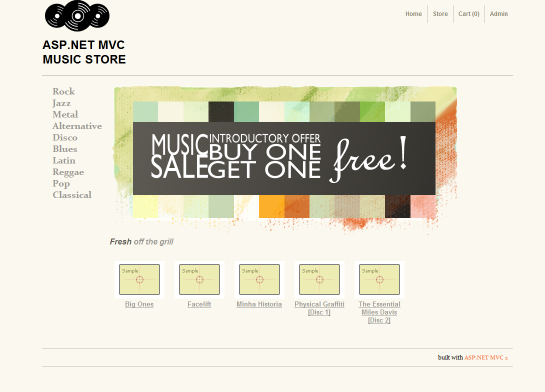 Home Store Cart (0) Admin
ASP.NET MVC
MUSIC STORE
Rock
Jazz
Metal
Alternative
Disco
Blues
Latin
Reggae
Pop
Classical
MUSIC SALE
INTRODUCTORY OFFER
BUY ONE
GET ONE
free!
Fresh off the grill
Sample Sample Sample Sample Sample
Big Ones
Facelift
Minha Historia
Physical Graffiti
[Disc 1]
The Essential
Miles Davis
[Disc 2]
built with ASP.NET MVC 2